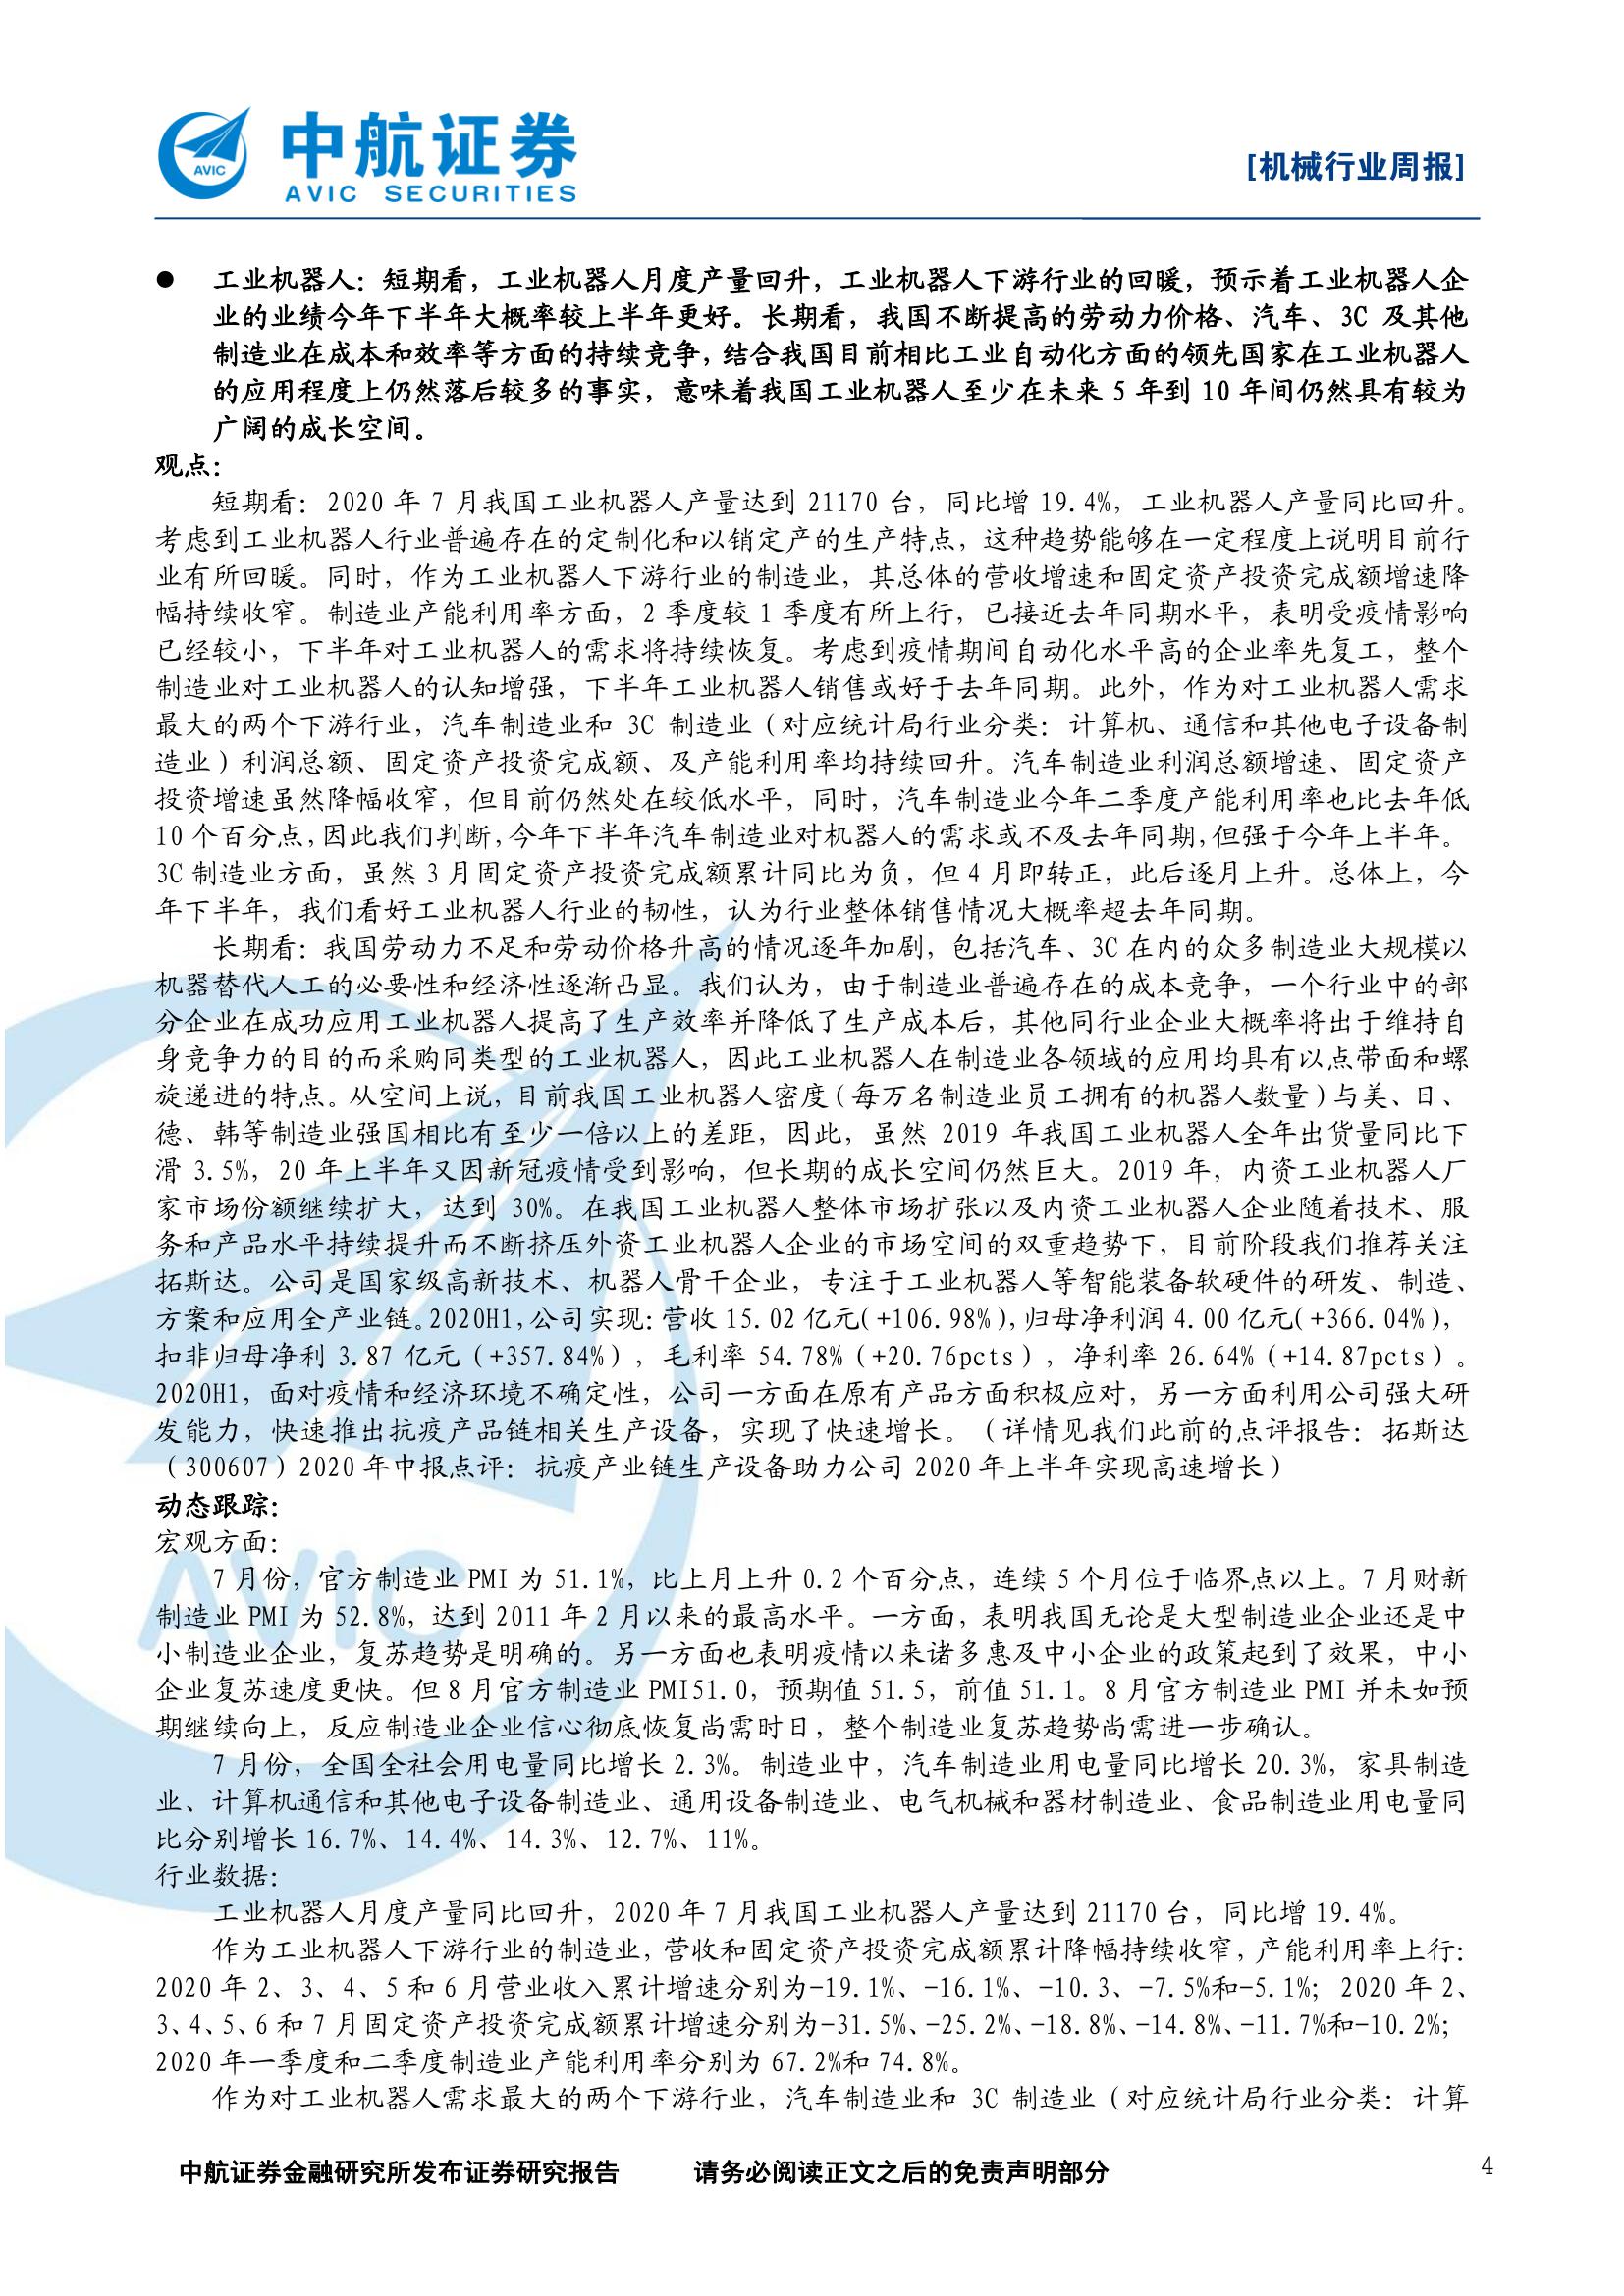 中航证券
AVIC
AVIC SECURITIES
[机械行业周报]
● 工业机器人：短期看，工业机器人月度产量回升，工业机器人下游行业的回暖，预示着工业机器人企
业的业绩今年下半年大概率较上半年更好。长期看，我国不断提高的劳动力价格、汽车、3C 及其他
制造业在成本和效率等方面的持续竞争，结合我国目前相比工业自动化方面的领先国家在工业机器人
的应用程度上仍然落后较多的事实，意味着我国工业机器人至少在未来 5 年到 10 年间仍然具有较为
广阔的成长空间。
观点：
短期看：2020 年 7 月我国工业机器人产量达到 21170 台，同比增 19.4%，工业机器人产量同比回升。
考虑到工业机器人行业普遍存在的定制化和以销定产的生产特点，这种趋势能够在一定程度上说明目前行
业有所回暖。同时，作为工业机器人下游行业的制造业，其总体的营收增速和固定资产投资完成额增速降
幅持续收窄。制造业产能利用率方面，2 季度较 1 季度有所上行，已接近去年同期水平，表明受疫情影响
已经较小，下半年对工业机器人的需求将持续恢复。考虑到疫情期间自动化水平高的企业率先复工，整个
制造业对工业机器人的认知增强，下半年工业机器人销售或好于去年同期。此外，作为对工业机器人需求
最大的两个下游行业，汽车制造业和 3C 制造业（对应统计局行业分类：计算机、通信和其他电子设备制
造业）利润总额、固定资产投资完成额、及产能利用率均持续回升。汽车制造业利润总额增速、固定资产
投资增速虽然降幅收窄，但目前仍然处在较低水平，同时，汽车制造业今年二季度产能利用率也比去年低
10 个百分点，因此我们判断，今年下半年汽车制造业对机器人的需求或不及去年同期，但强于今年上半年。
3C 制造业方面，虽然 3 月固定资产投资完成额累计同比为负，但 4 月即转正，此后逐月上升。总体上，今
年下半年，我们看好工业机器人行业的韧性，认为行业整体销售情况大概率超去年同期。
长期看：我国劳动力不足和劳动价格升高的情况逐年加剧，包括汽车、3C 在内的众多制造业大规模以
机器替代人工的必要性和经济性逐渐凸显。我们认为，由于制造业普遍存在的成本竞争，一个行业中的部
分企业在成功应用工业机器人提高了生产效率并降低了生产成本后，其他同行业企业大概率将出于维持自
身竞争力的目的而采购同类型的工业机器人，因此工业机器人在制造业各领域的应用均具有以点带面和螺
旋递进的特点。从空间上说，目前我国工业机器人密度（每万名制造业员工拥有的机器人数量）与美、日、
德、韩等制造业强国相比有至少一倍以上的差距，因此，虽然 2019 年我国工业机器人全年出货量同比下
滑 3.5%，20 年上半年又因新冠疫情受到影响，但长期的成长空间仍然巨大。2019 年，内资工业机器人厂
家市场份额继续扩大，达到 30%。在我国工业机器人整体市场扩张以及内资工业机器人企业随着技术、服
务和产品水平持续提升而不断挤压外资工业机器人企业的市场空间的双重趋势下，目前阶段我们推荐关注
拓斯达。公司是国家级高新技术、机器人骨干企业，专注于工业机器人等智能装备软硬件的研发、制造、
方案和应用全产业链。2020H1，公司实现：营收 15.02 亿元（+106.98%），归母净利润 4.00 亿元（+366.04%），
扣非归母净利 3.87 亿元（+357.84%），毛利率 54.78%（+20.76pcts），净利率 26.64%（+14.87pcts）。
2020H1，面对疫情和经济环境不确定性，公司一方面在原有产品方面积极应对，另一方面利用公司强大研
发能力，快速推出抗疫产品链相关生产设备，实现了快速增长。（详情见我们此前的点评报告：拓斯达
（300607）2020 年中报点评：抗疫产业链生产设备助力公司 2020 年上半年实现高速增长）
动态跟踪：
宏观方面：
7 月份，官方制造业 PMI 为 51.1%，比上月上升 0.2 个百分点，连续 5 个月位于临界点以上。7 月财新
制造业 PMI 为 52.8%，达到 2011 年 2 月以来的最高水平。一方面，表明我国无论是大型制造业企业还是中
小制造业企业，复苏趋势是明确的。另一方面也表明疫情以来诸多惠及中小企业的政策起到了效果，中小
企业复苏速度更快。但 8 月官方制造业 PMI51.0，预期值 51.5，前值 51.1。8 月官方制造业 PMI 并未如预
期继续向上，反应制造业企业信心彻底恢复尚需时日，整个制造业复苏趋势尚需进一步确认。
7 月份，全国全社会用电量同比增长 2.3%。制造业中，汽车制造业用电量同比增长 20.3%，家具制造
业、计算机通信和其他电子设备制造业、通用设备制造业、电气机械和器材制造业、食品制造业用电量同
比分别增长 16.7%、14.4%、14.3%、12.7%、11%。
行业数据：
工业机器人月度产量同比回升，2020 年 7 月我国工业机器人产量达到 21170 台，同比增 19.4%。
作为工业机器人下游行业的制造业，营收和固定资产投资完成额累计降幅持续收窄，产能利用率上行：
2020 年 2、3、4、5 和 6 月营业收入累计增速分别为-19.1%、-16.1%、-10.3、-7.5%和-5.1%；2020 年 2、
3、4、5、6 和 7 月固定资产投资完成额累计增速分别为-31.5%、-25.2%、-18.8%、-14.8%、-11.7%和-10.2%；
2020 年一季度和二季度制造业产能利用率分别为 67.2%和 74.8%。
作为对工业机器人需求最大的两个下游行业，汽车制造业和 3C 制造业（对应统计局行业分类：计算
中航证券金融研究所发布证券研究报告 请务必阅读正文之后的免责声明部分 4